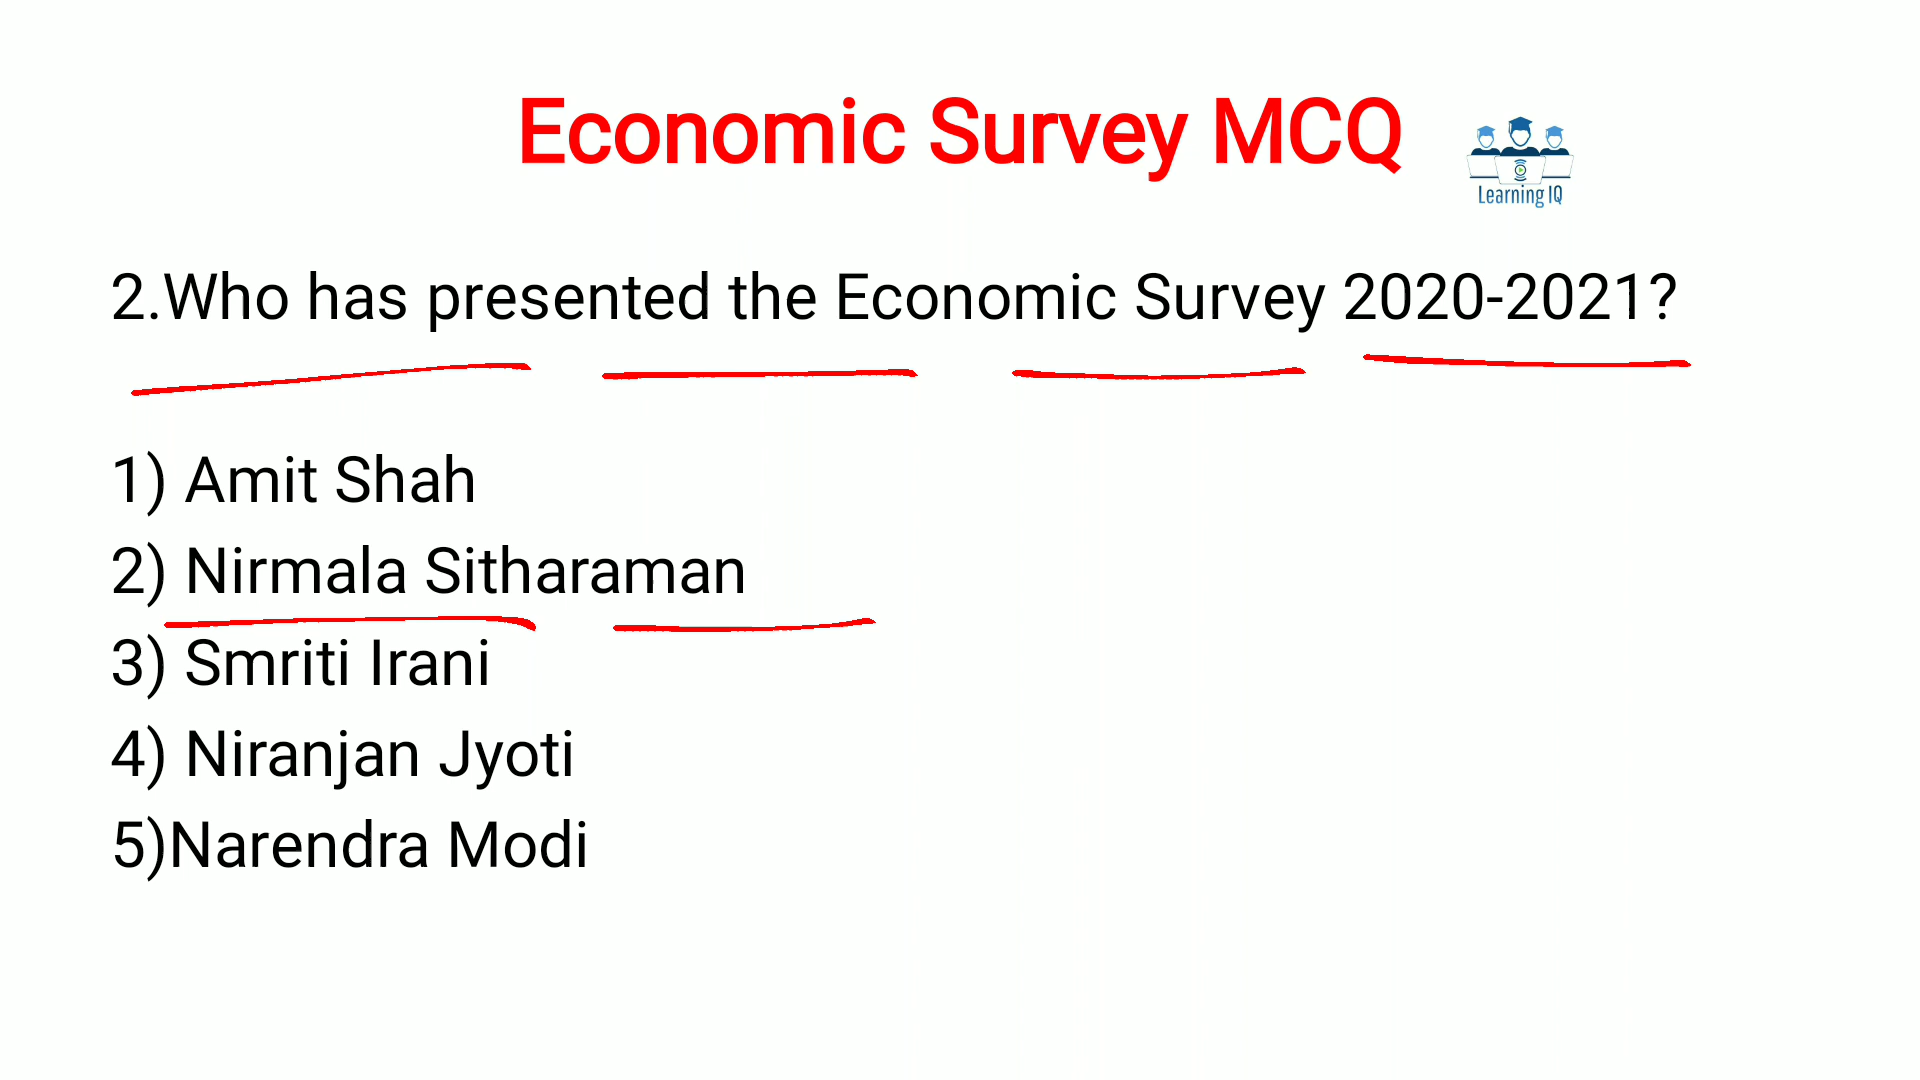 Economic Survey MCQ
Learning IQ
2.Who has presented the Economic Survey 2020-2021?
1) Amit Shah
2) Nirmala Sitharaman
3) Smriti Irani
4) Niranjan Jyoti
5)Narendra Modi